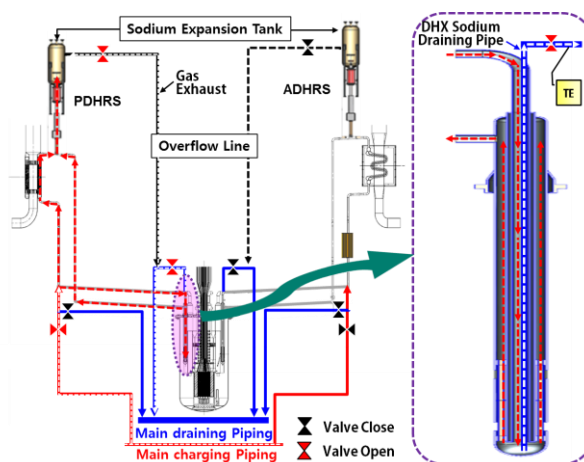 Sodium Expansion Tank
PDHRS
Gas
Exhaust
ADHRS
Overflow Line
Valve Close
Valve Open
Main draining Piping
Main charging Piping
DHX Sodium
Draining Pipe
TE